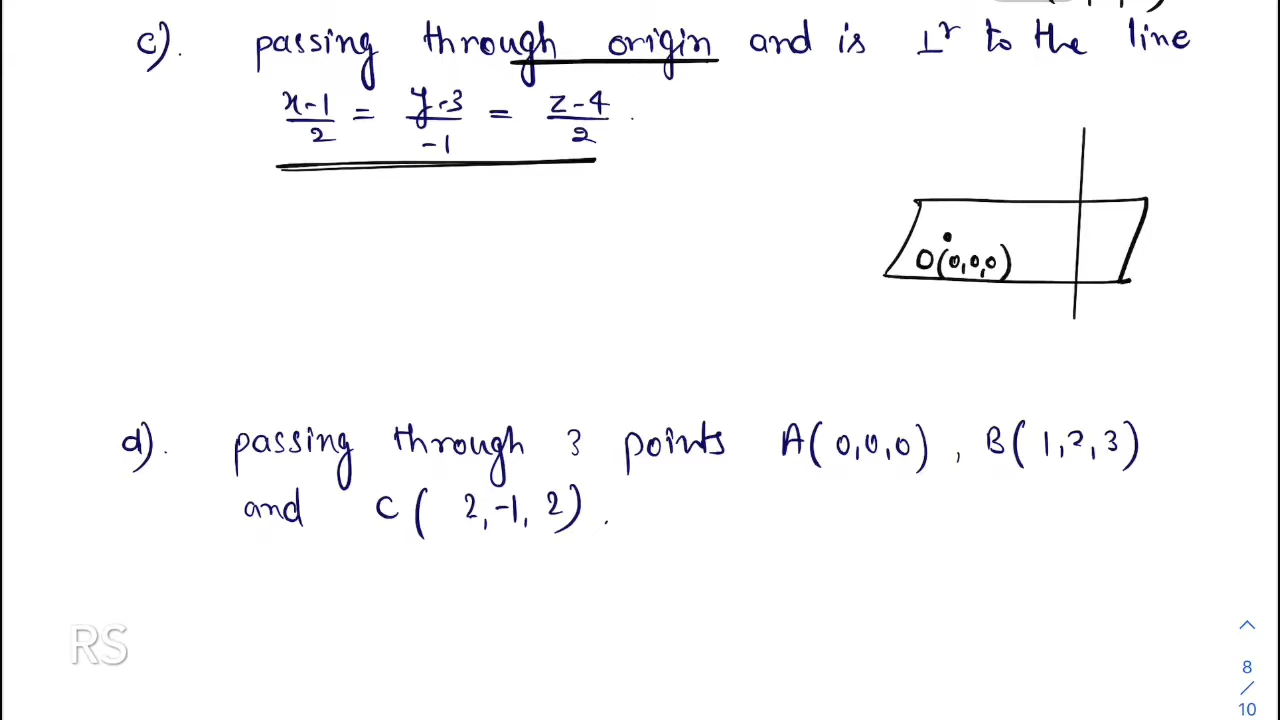 c). passing through origin and is ⊥r to the line
x-1/2 = y-3/-1 = z-4/2 .
O(0,0,0)
d). passing through 3 points A(0,0,0), B(1,2,3)
and C(2,-1,2).
RS
8
/
10